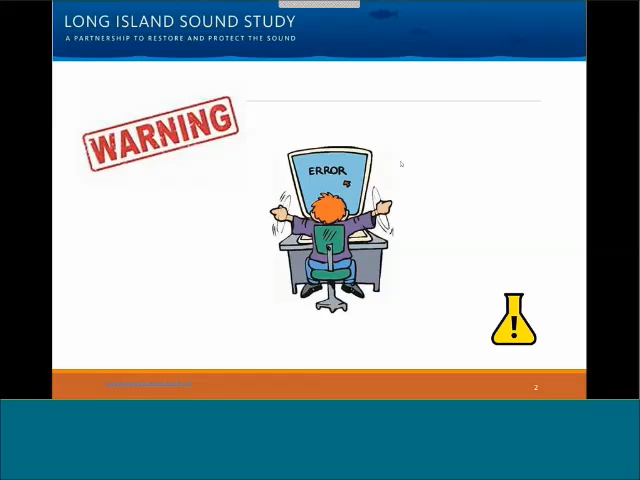 LONG ISLAND SOUND STUDY
A PARTNERSHIP TO RESTORE AND PROTECT THE SOUND
WARNING
ERROR
!
2